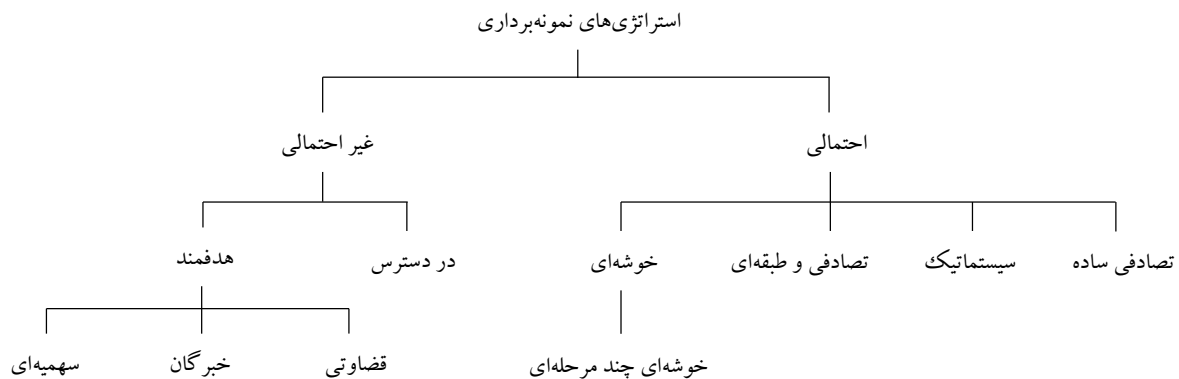 استراتژی‌های نمونه‌برداری
احتمالی
غیر احتمالی
تصادفی ساده
سیستماتیک
تصادفی و طبقه‌ای
خوشه‌ای
در دسترس
هدفمند
خوشه‌ای چند مرحله‌ای
قضاوتی
خبرگان
سهمیه‌ای